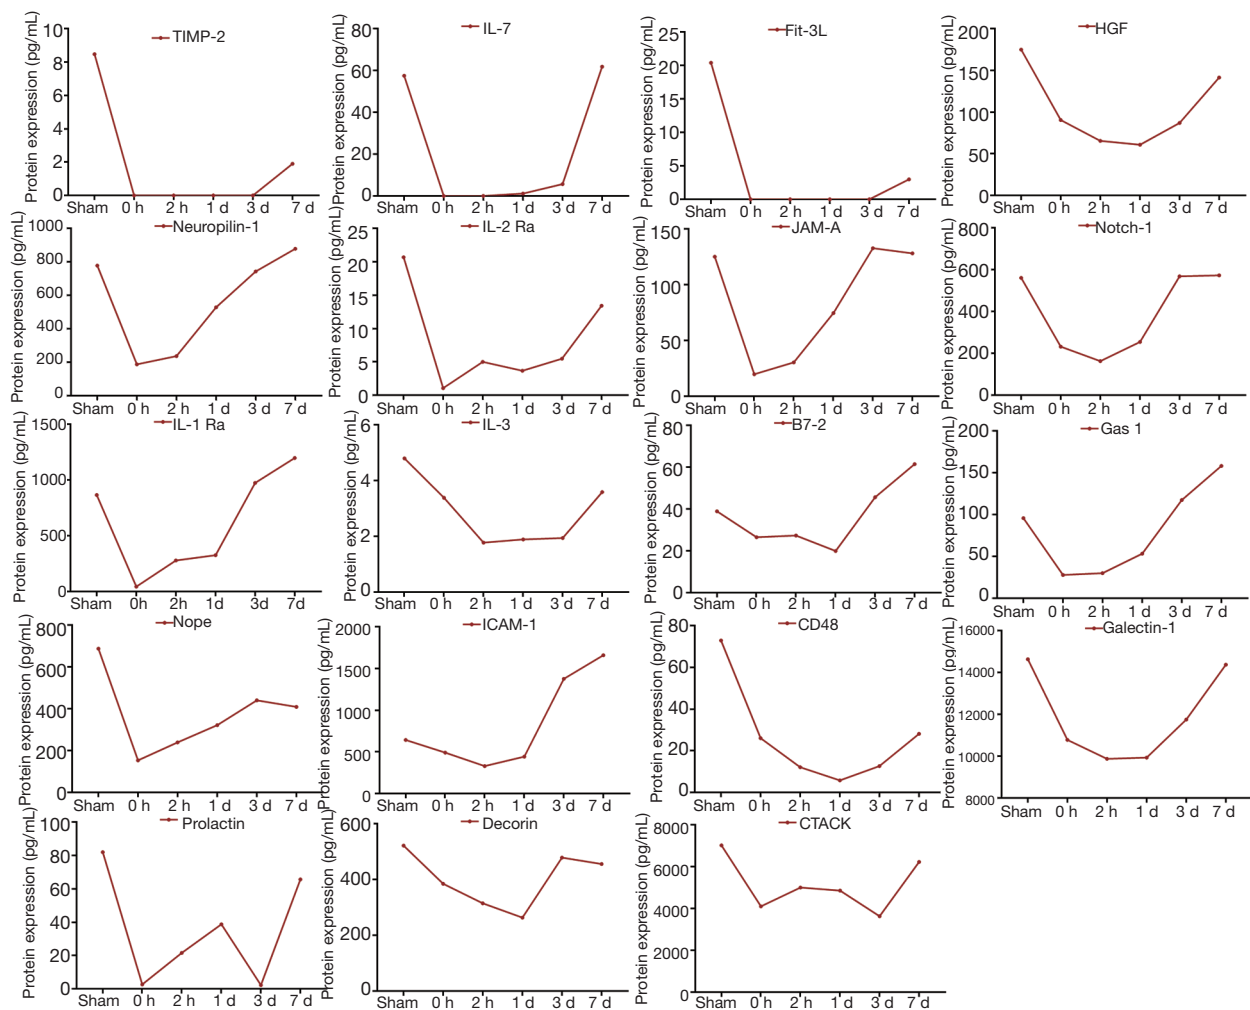 TIMP-2
Protein expression (pg/mL)
10
8
6
4
2
0
Sham 0 h 2 h 1 d 3 d 7 d
IL-7
Protein expression (pg/mL)
80
60
40
20
0
Sham 0 h 2 h 1 d 3 d 7 d
Fit-3L
Protein expression (pg/mL)
25
20
15
10
5
0
Sham 0 h 2 h 1 d 3 d 7 d
HGF
Protein expression (pg/mL)
200
150
100
50
0
Sham 0 h 2 h 1 d 3 d 7 d
Neuropilin-1
Protein expression (pg/mL)
1000
800
600
400
200
0
Sham 0 h 2 h 1 d 3 d 7 d
IL-2 Ra
Protein expression (pg/mL)
25
20
15
10
5
0
Sham 0 h 2 h 1 d 3 d 7 d
JAM-A
Protein expression (pg/mL)
150
100
50
0
Sham 0 h 2 h 1 d 3 d 7 d
Notch-1
Protein expression (pg/mL)
800
600
400
200
0
Sham 0 h 2 h 1 d 3 d 7 d
IL-1 Ra
Protein expression (pg/mL)
1500
1000
500
0
Sham 0h 2h 1d 3d 7d
IL-3
Protein expression (pg/mL)
6
4
2
0
Sham 0 h 2 h 1 d 3 d 7 d
B7-2
Protein expression (pg/mL)
80
60
40
20
0
Sham 0 h 2 h 1 d 3 d 7 d
Gas 1
Protein expression (pg/mL)
200
150
100
50
0
Sham 0 h 2 h 1 d 3 d 7 d
Nope
Protein expression (pg/mL)
800
600
400
200
0
Sham 0 h 2 h 1 d 3 d 7 d
ICAM-1
Protein expression (pg/mL)
2000
1500
1000
500
0
Sham 0 h 2 h 1 d 3 d 7 d
CD48
Protein expression (pg/mL)
80
60
40
20
0
Sham 0 h 2 h 1 d 3 d 7 d
Galectin-1
Protein expression (pg/mL)
16000
14000
12000
10000
8000
Sham 0 h 2 h 1 d 3 d 7 d
Prolactin
Protein expression (pg/mL)
100
80
60
40
20
0
Sham 0 h 2 h 1 d 3 d 7 d
Decorin
Protein expression (pg/mL)
600
400
200
0
Sham 0 h 2 h 1 d 3 d 7 d
CTACK
Protein expression (pg/mL)
8000
6000
4000
2000
0
Sham 0 h 2 h 1 d 3 d 7 d